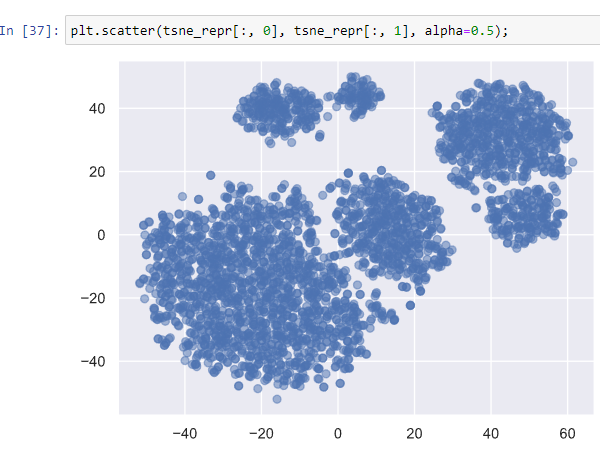 In [37]: plt.scatter(tsne_repr[:, 0], tsne_repr[:, 1], alpha=0.5);
40
20
0
−20
−40
−40 −20 0 20 40 60